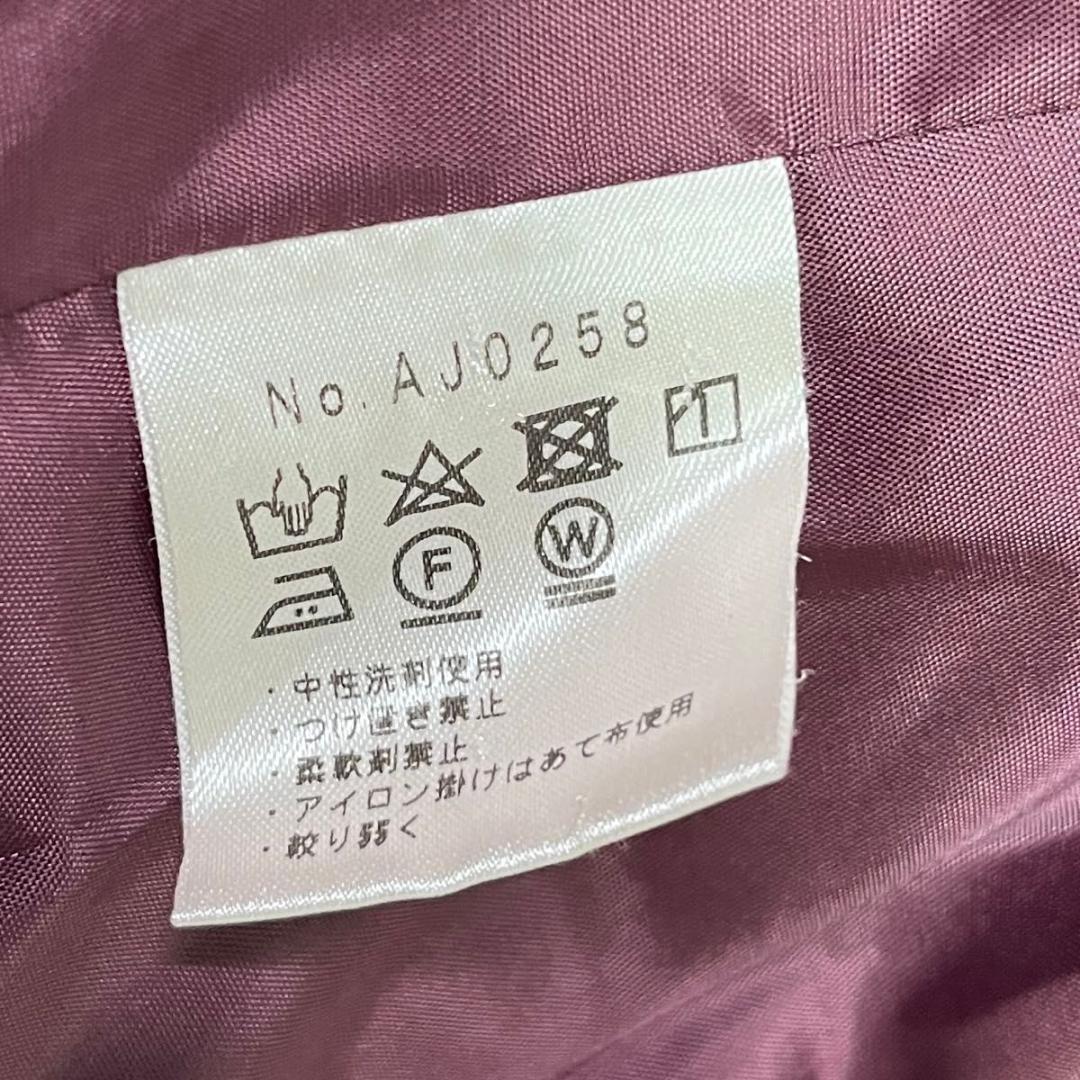 No. AJ0258
F W
・中性洗剤使用
・つけ置き禁止
・柔軟剤禁止
・アイロン掛けはあて布使用
・絞り弱く